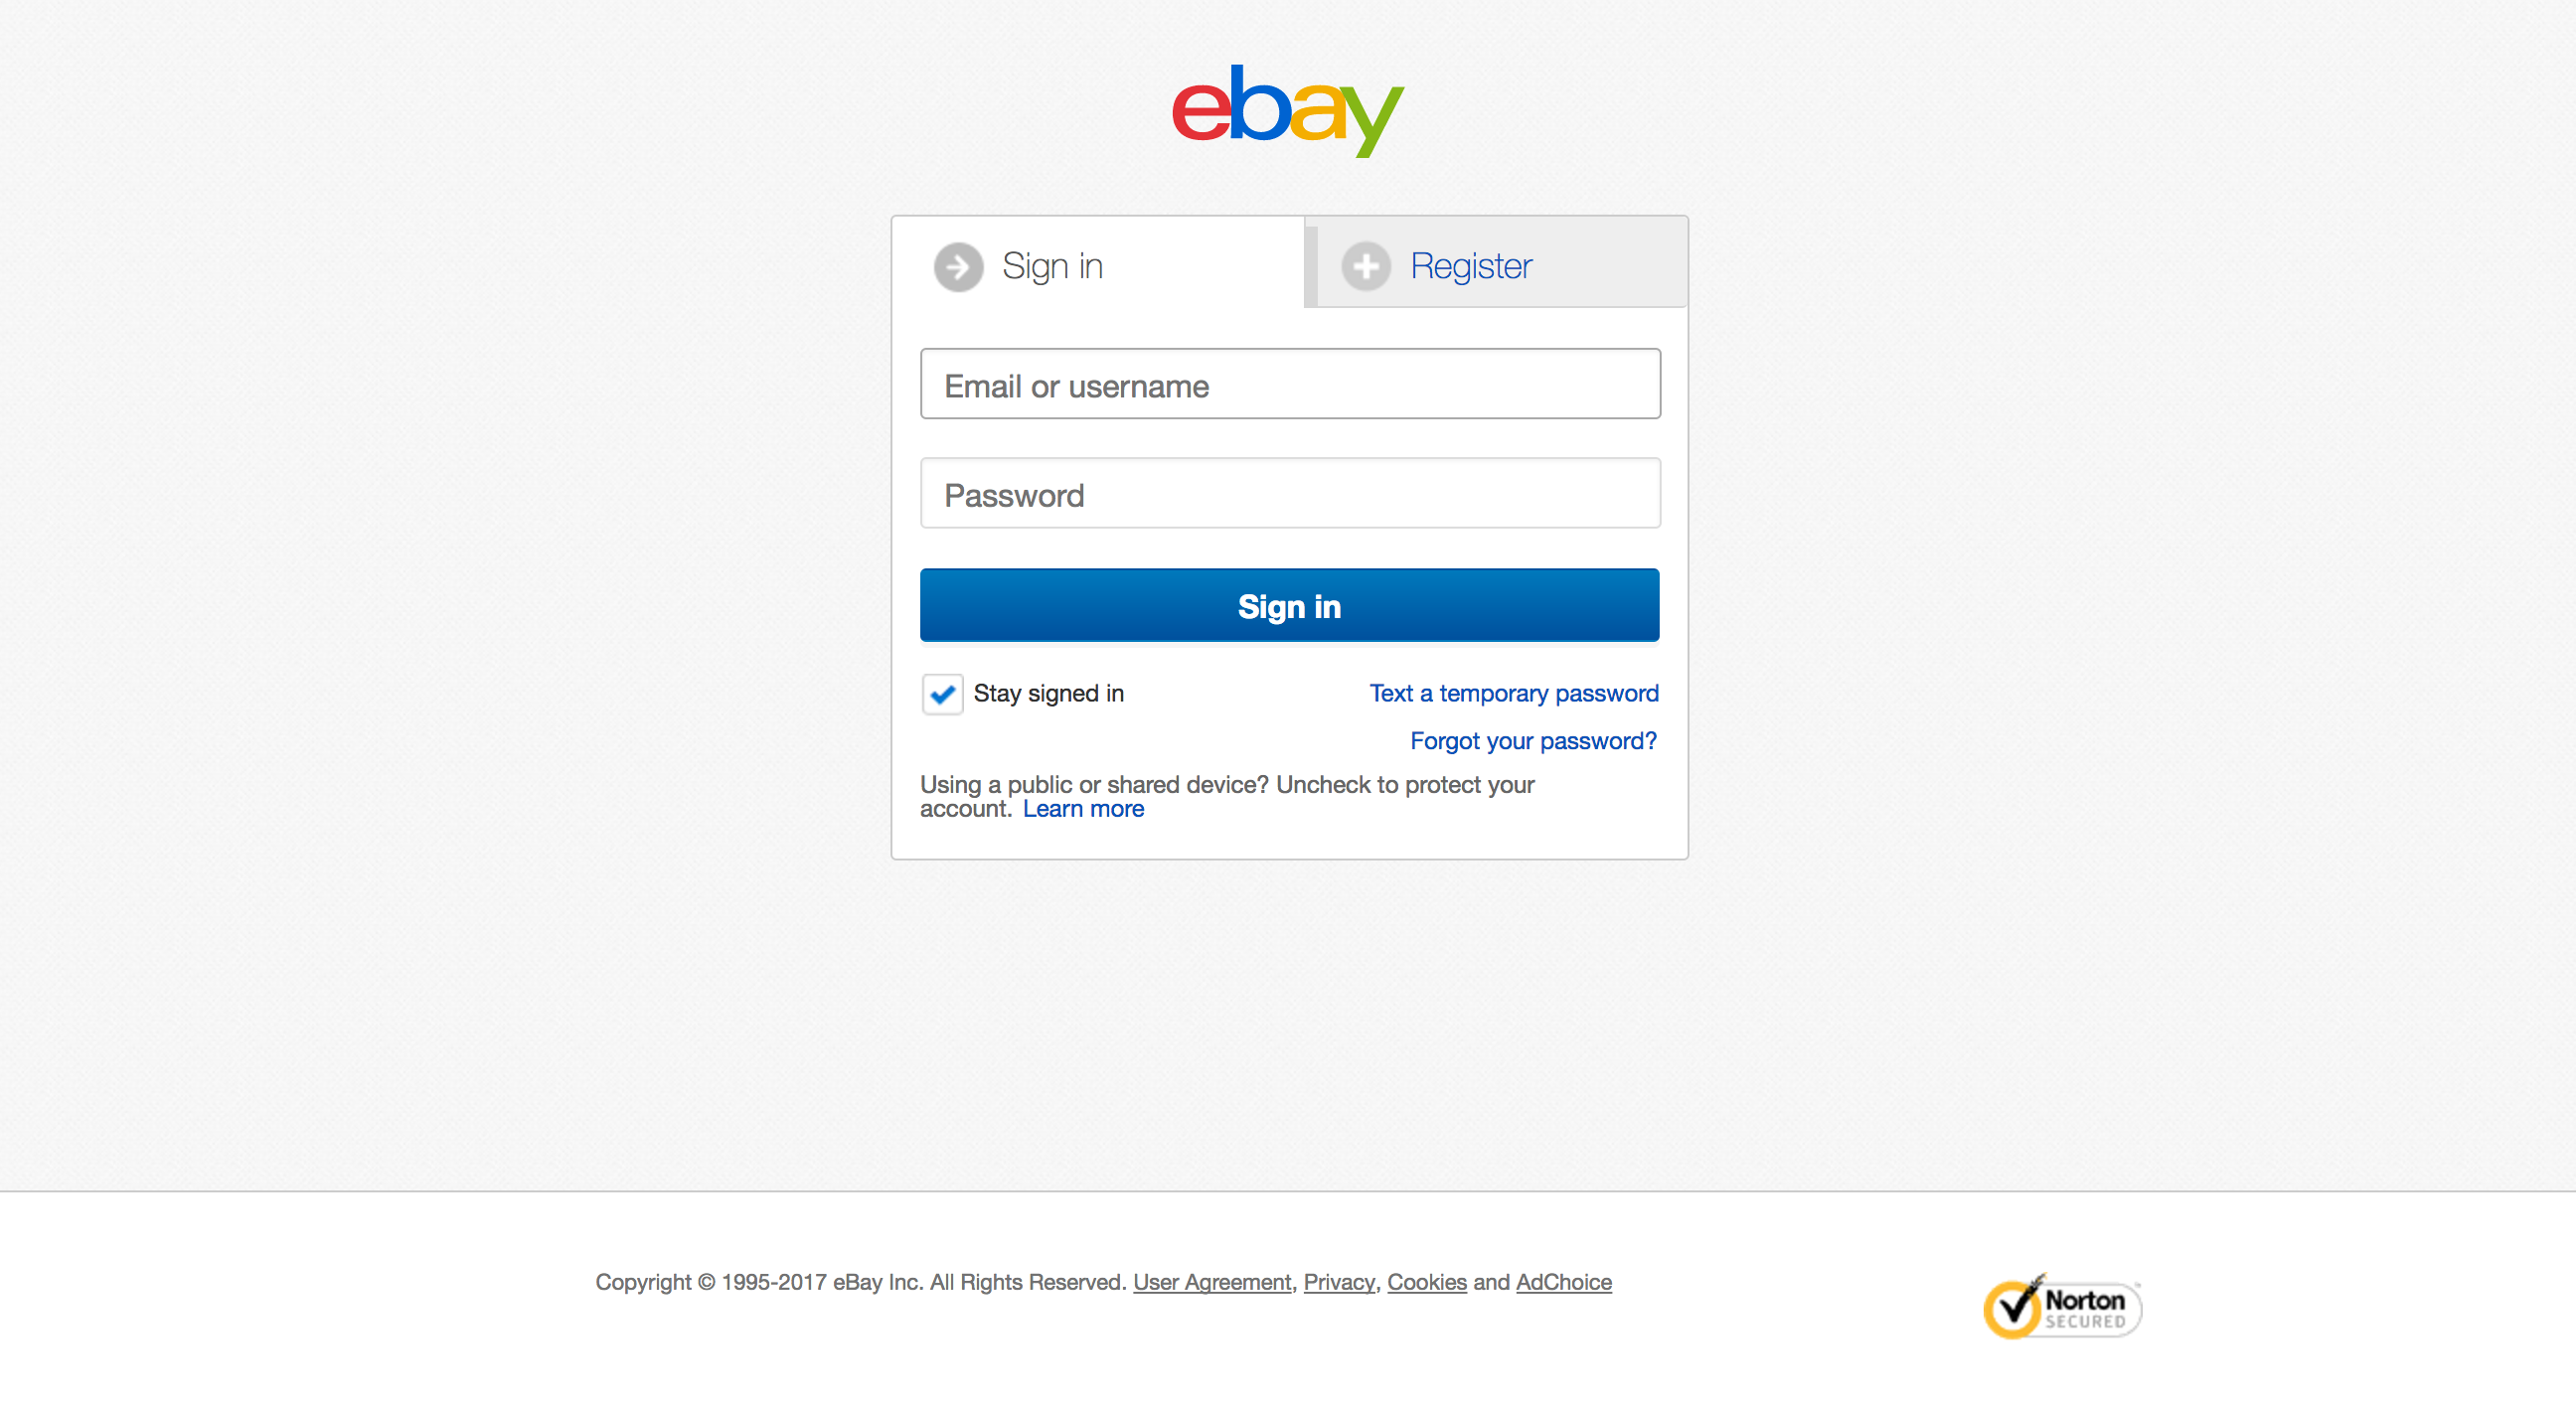 ebay
Sign in
Register
Email or username
Password
Sign in
Stay signed in
Text a temporary password
Forgot your password?
Using a public or shared device? Uncheck to protect your
account. Learn more
Copyright © 1995-2017 eBay Inc. All Rights Reserved. User Agreement, Privacy, Cookies and AdChoice
Norton
SECURED